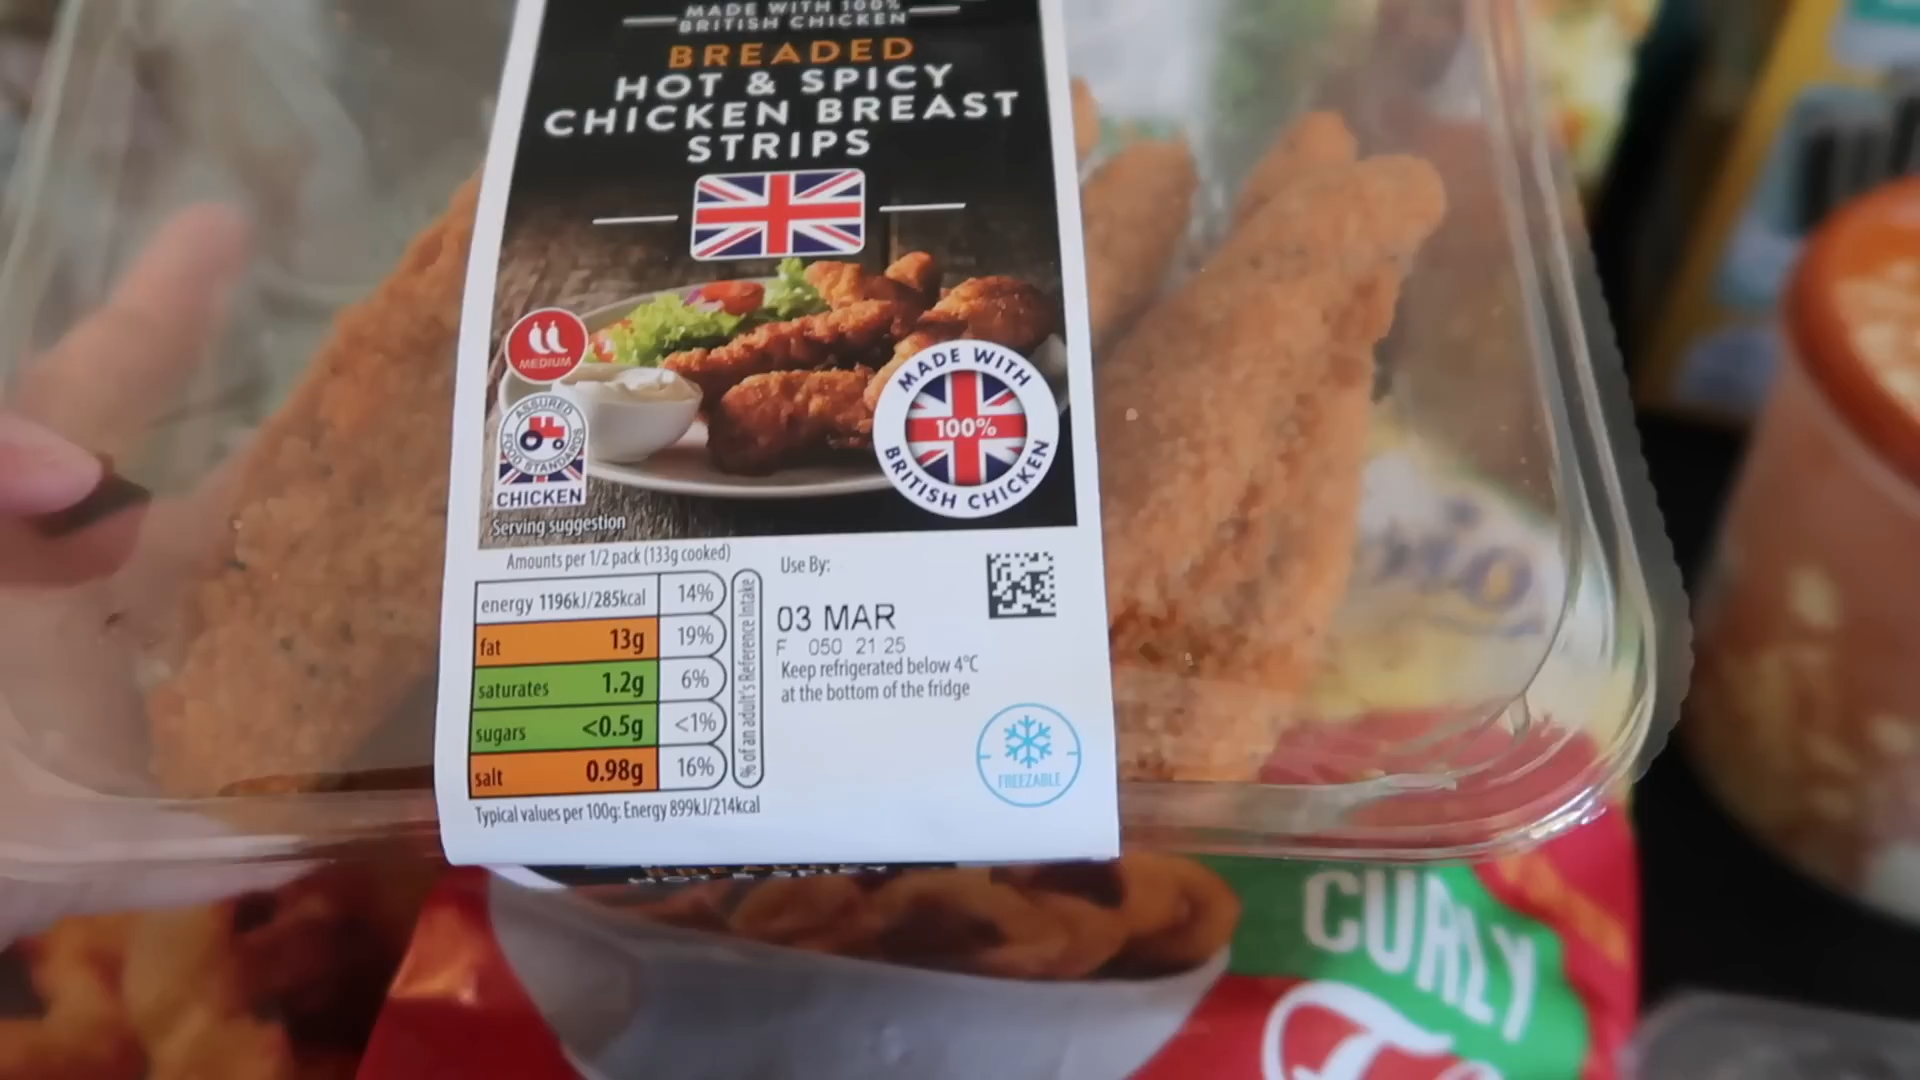 MADE WITH 100%
BRITISH CHICKEN
BREADED
HOT & SPICY
CHICKEN BREAST
STRIPS
MEDIUM
ASSURED
FOOD STANDARDS
CHICKEN
MADE WITH
100%
BRITISH CHICKEN
Serving suggestion
Amounts per 1/2 pack (133g cooked)
energy 1196kJ/285kcal 14%
fat 13g 19%
saturates 1.2g 6%
sugars <0.5g <1%
salt 0.98g 16%
% of an adult's Reference Intake
Typical values per 100g: Energy 899kJ/214kcal
Use By:
03 MAR
F 050 21 25
Keep refrigerated below 4°C
at the bottom of the fridge
FREEZABLE
CURLY